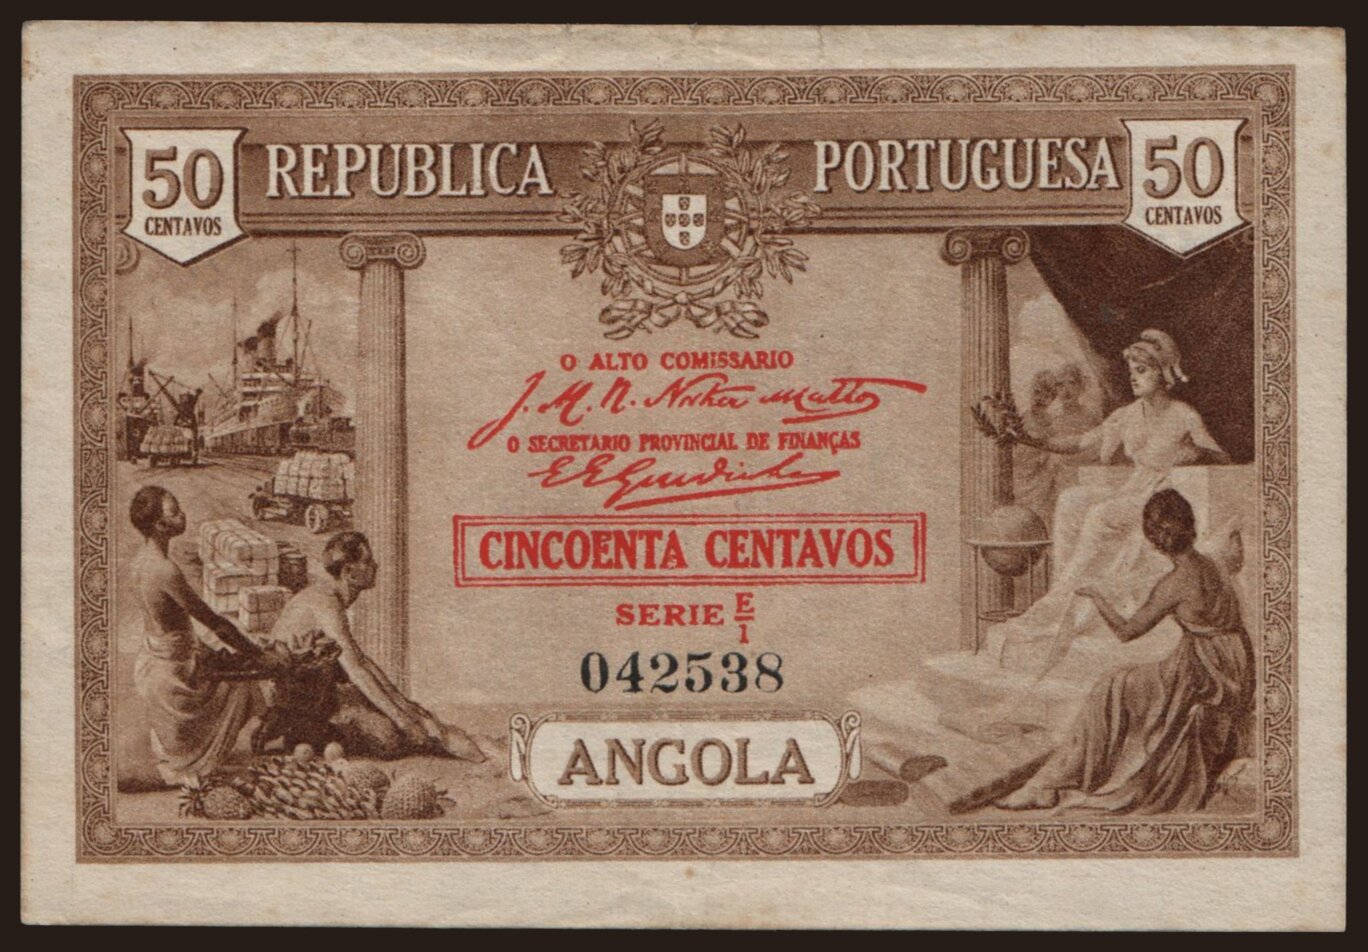 50 REPUBLICA PORTUGUESA 50
CENTAVOS CENTAVOS
O ALTO COMISSARIO
J. M. N.
O SECRETARIO PROVINCIAL DE FINANÇAS
CINCOENTA CENTAVOS
SERIE E/1
042538
ANGOLA